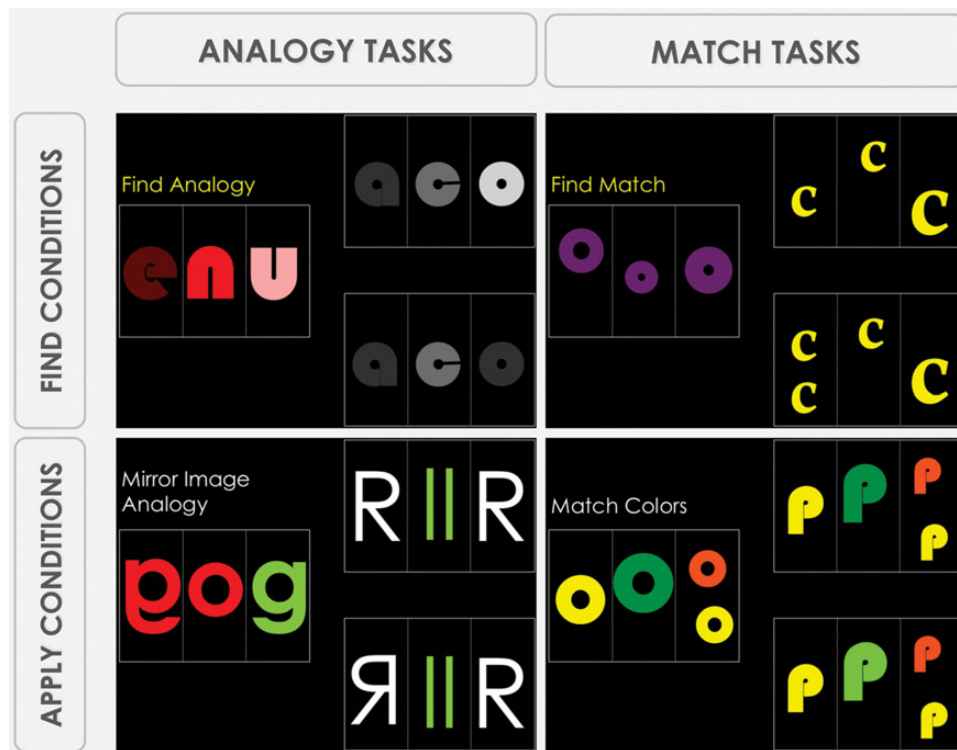 ANALOGY TASKS
MATCH TASKS
FIND CONDITIONS
Find Analogy
e n u
a c o
a c o
Find Match
o o o
c c c
c c c c
APPLY CONDITIONS
Mirror Image
Analogy
g o g
R || R
R || R
Match Colors
o o o o
p p p p
p p p p